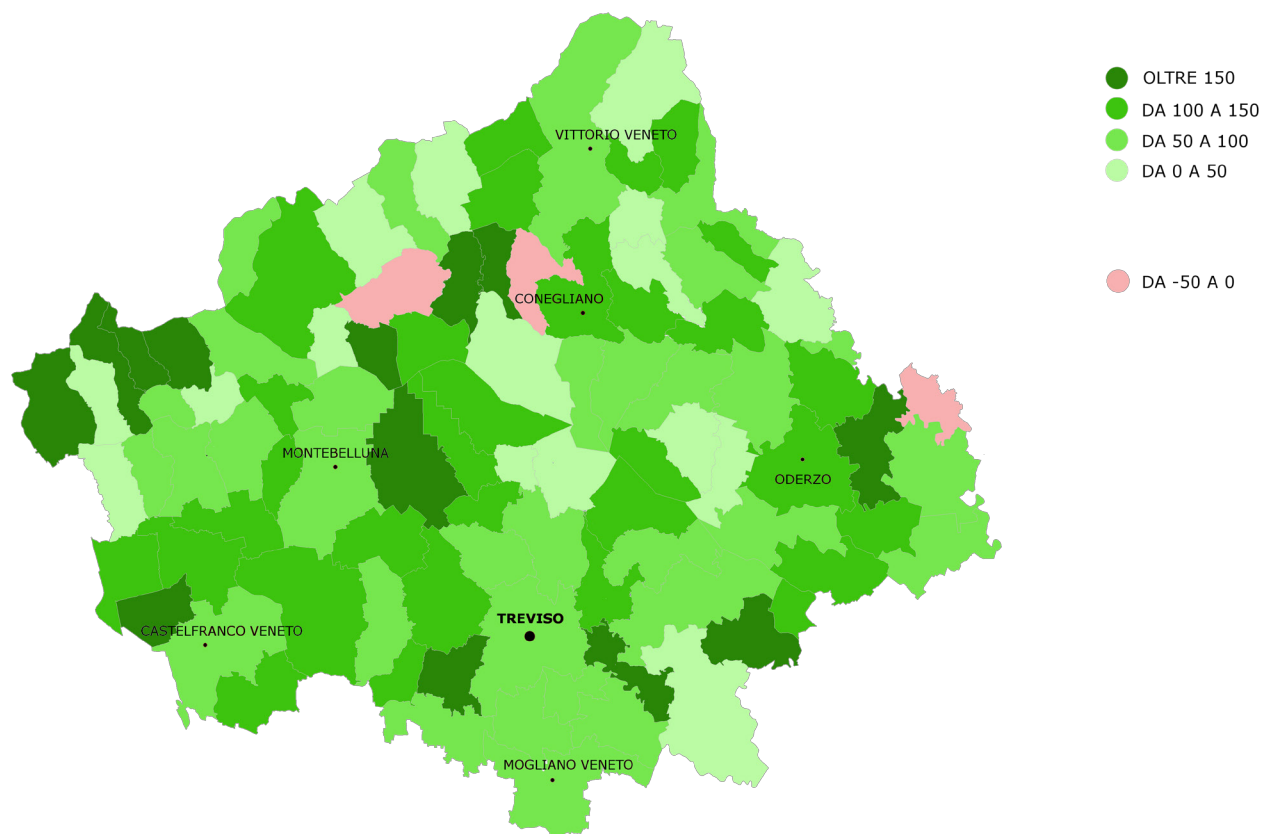 OLTRE 150
DA 100 A 150
VITTORIO VENETO
DA 50 A 100
DA 0 A 50
DA -50 A 0
CONEGLIANO
MONTEBELLUNA
ODERZO
TREVISO
CASTELFRANCO VENETO
MOGLIANO VENETO